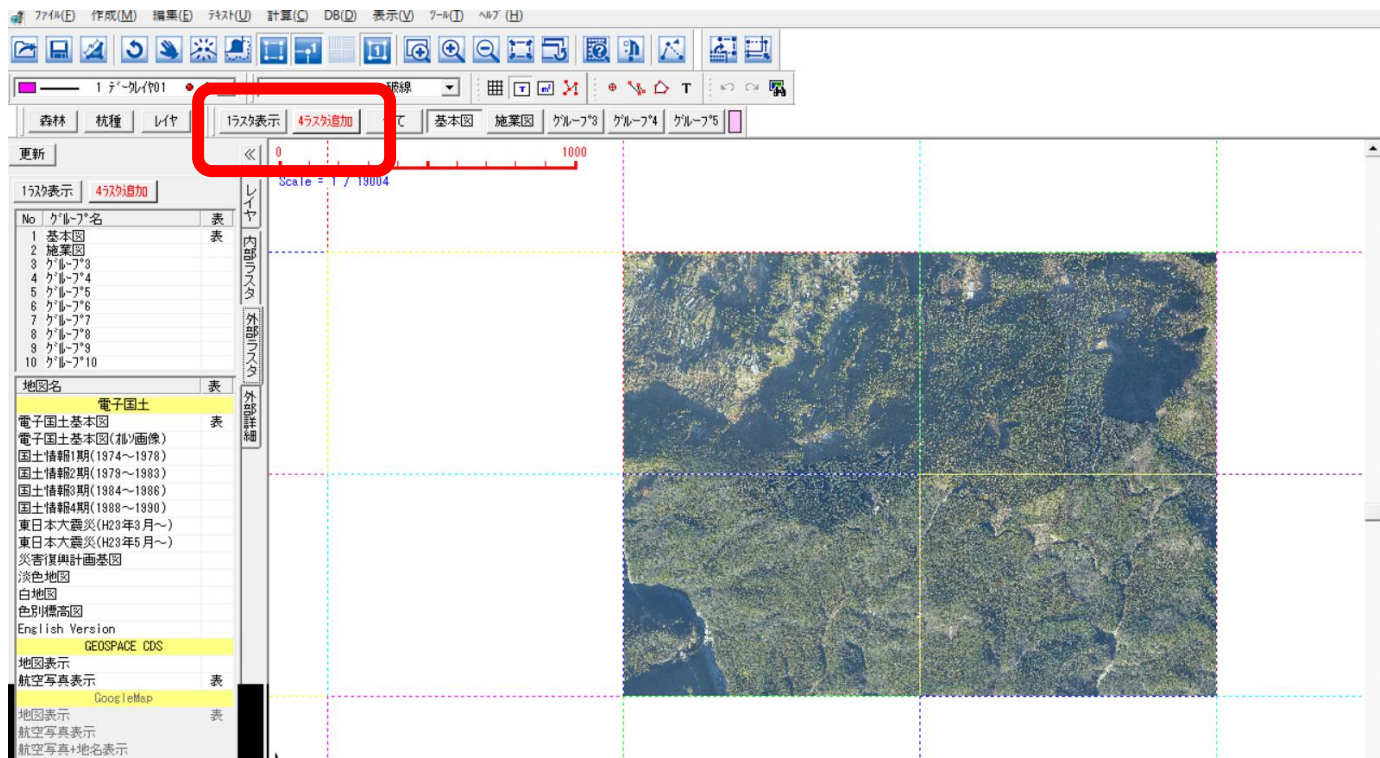 ﾌｧｲﾙ(F) 作成(M) 編集(E) ﾃｷｽﾄ(U) 計算(C) DB(D) 表示(V) ﾂｰﾙ(T) ﾍﾙﾌﾟ(H)
1 ﾃﾞｰﾀﾚｲﾔ01 破線
森林 杭種 ﾚｲﾔ 1ﾗｽﾀ表示 4ﾗｽﾀ追加 て 基本図 施業図 ｸﾞﾙｰﾌﾟ3 ｸﾞﾙｰﾌﾟ4 ｸﾞﾙｰﾌﾟ5
更新 ≪
0 1000
Scale = 1 / 19004
1ﾗｽﾀ表示 4ﾗｽﾀ追加
No ｸﾞﾙｰﾌﾟ名 表
1 基本図 表
2 施業図
3 ｸﾞﾙｰﾌﾟ3
4 ｸﾞﾙｰﾌﾟ4
5 ｸﾞﾙｰﾌﾟ5
6 ｸﾞﾙｰﾌﾟ6
7 ｸﾞﾙｰﾌﾟ7
8 ｸﾞﾙｰﾌﾟ8
9 ｸﾞﾙｰﾌﾟ9
10 ｸﾞﾙｰﾌﾟ10
地図名 表
電子国土
電子国土基本図 表
電子国土基本図(ｵﾙｿ画像)
国土情報1期(1974～1978)
国土情報2期(1979～1983)
国土情報3期(1984～1986)
国土情報4期(1988～1990)
東日本大震災(H23年3月～)
東日本大震災(H23年5月～)
災害復興計画基図
淡色地図
白地図
色別標高図
English Version
GEOSPACE CDS
地図表示
航空写真表示 表
GoogleMap
地図表示 表
航空写真表示
航空写真+地名表示
レイヤ
内部ラスタ
外部ラスタ
外部詳細